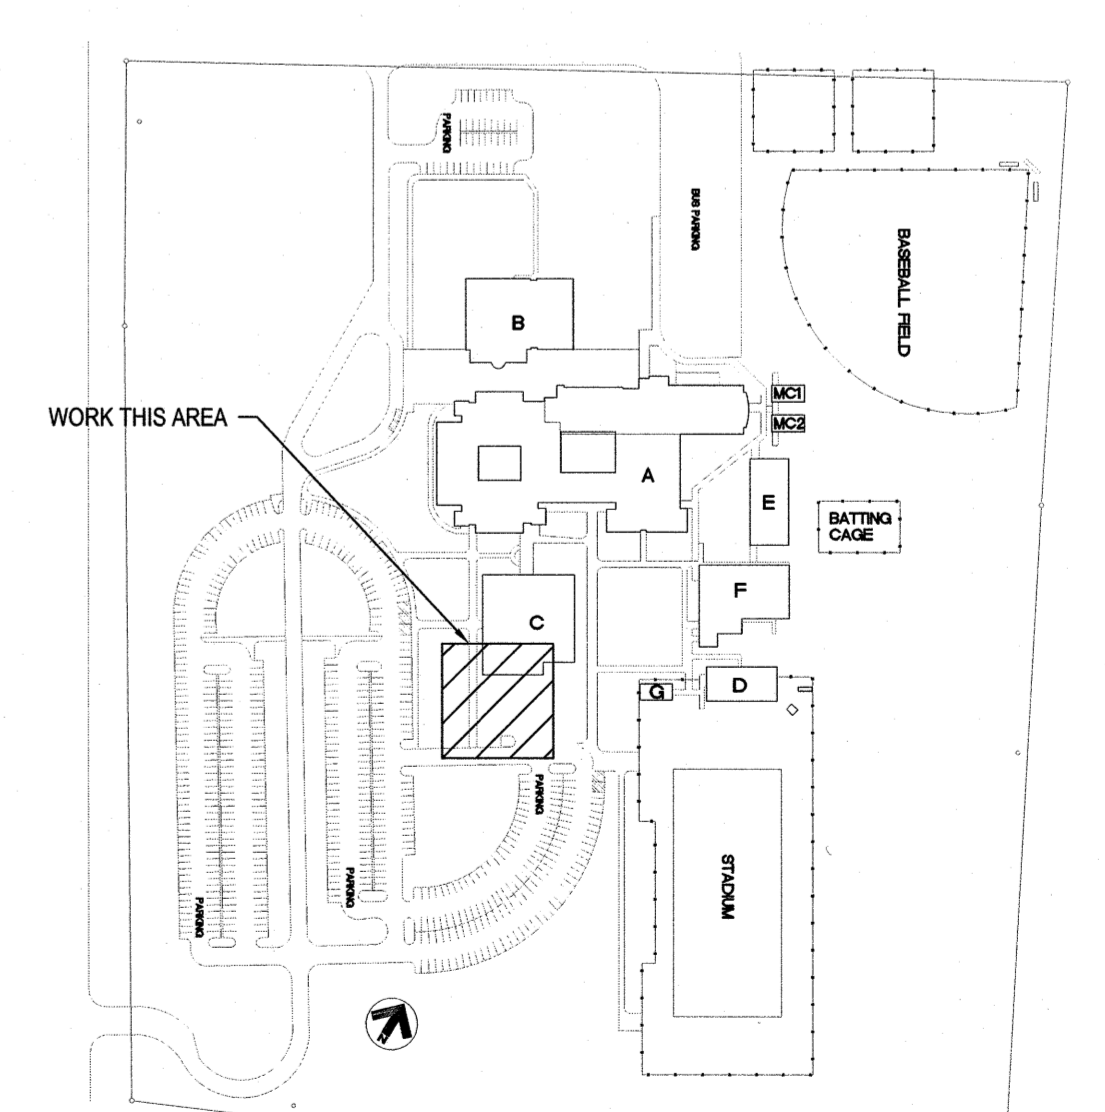 PARKING
BUS PARKING
BASEBALL FIELD
B
WORK THIS AREA
MC1
MC2
A
E
BATTING
CAGE
F
C
D
G
PARKING
STADIUM
PARKING
PARKING
N